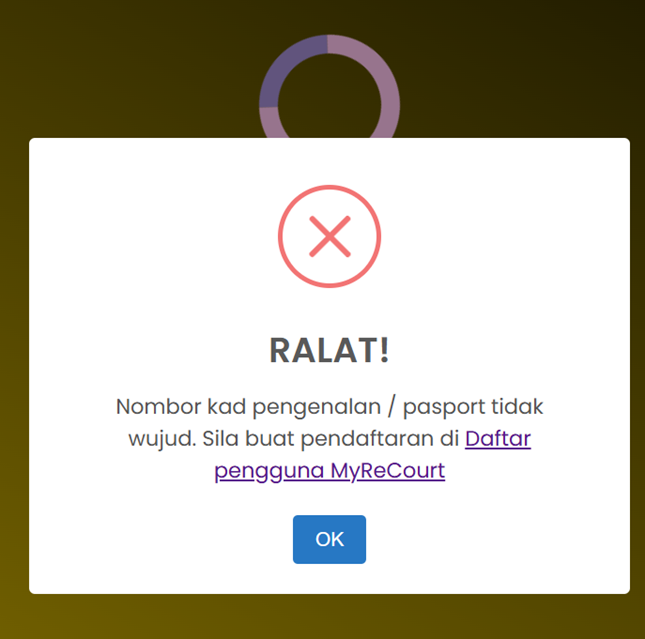 RALAT!
Nombor kad pengenalan / pasport tidak
wujud. Sila buat pendaftaran di Daftar
pengguna MyReCourt
OK